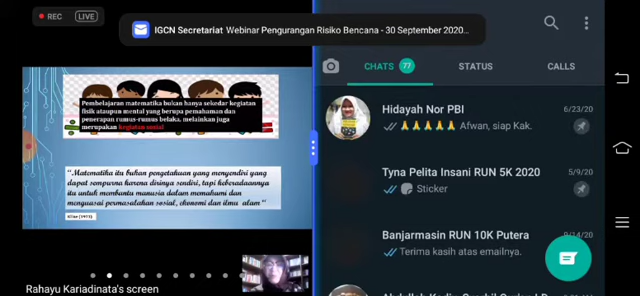 REC
LIVE
IGCN Secretariat Webinar Pengurangan Risiko Bencana - 30 September 2020...
Pembelajaran matematika bukan hanya sekedar kegiatan
fisik ataupun mental yang berupa pemahaman dan
penerapan rumus-rumus belaka, melainkan juga
merupakan kegiatan sosial
"Matematika itu bukan pengetahuan yang menyendiri yang
dapat sempurna karena dirinya sendiri, tapi keberadaannya
itu untuk membantu manusia dalam memahami dan
menguasai permasalahan sosial, ekonomi dan ilmu alam"
Kline (1973)
Rahayu Kariadinata's screen
CHATS 77
STATUS
CALLS
Hidayah Nor PBI
6/23/20
🙏🙏🙏🙏🙏 Afwan, siap Kak.
Tyna Pelita Insani RUN 5K 2020
5/9/20
Sticker
Banjarmasin RUN 10K Putera
9/14/20
Terima kasih atas emailnya.